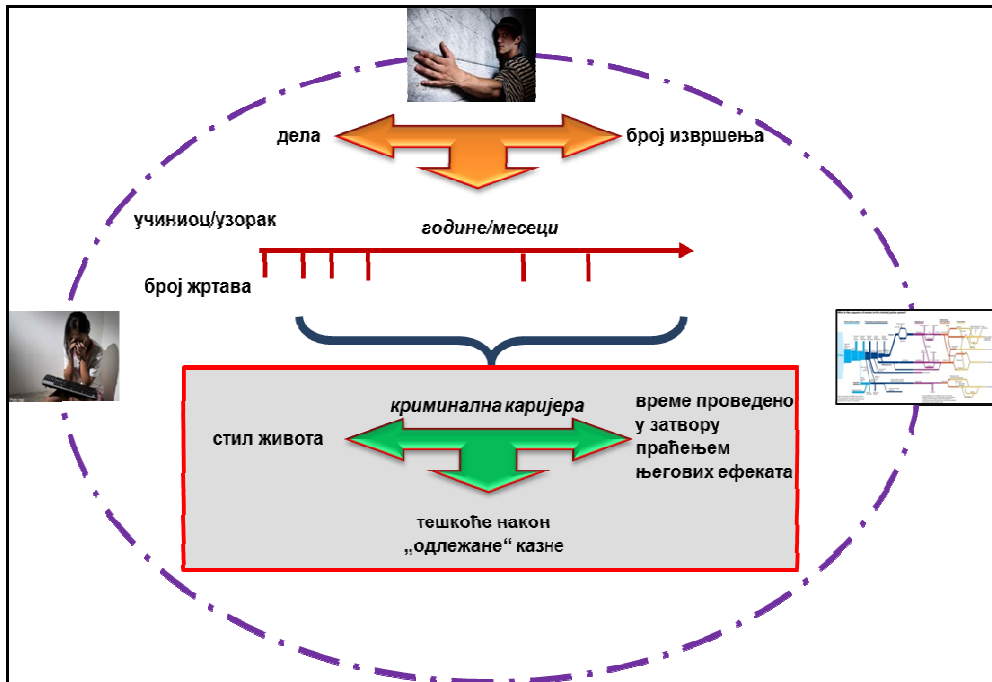 дела
број извршења
учиниоц/узорак
године/месеци
број жртава
криминална каријера
стил живота
време проведено
у затвору
праћењем
његових ефеката
тешкоће након
„одлежане“ казне